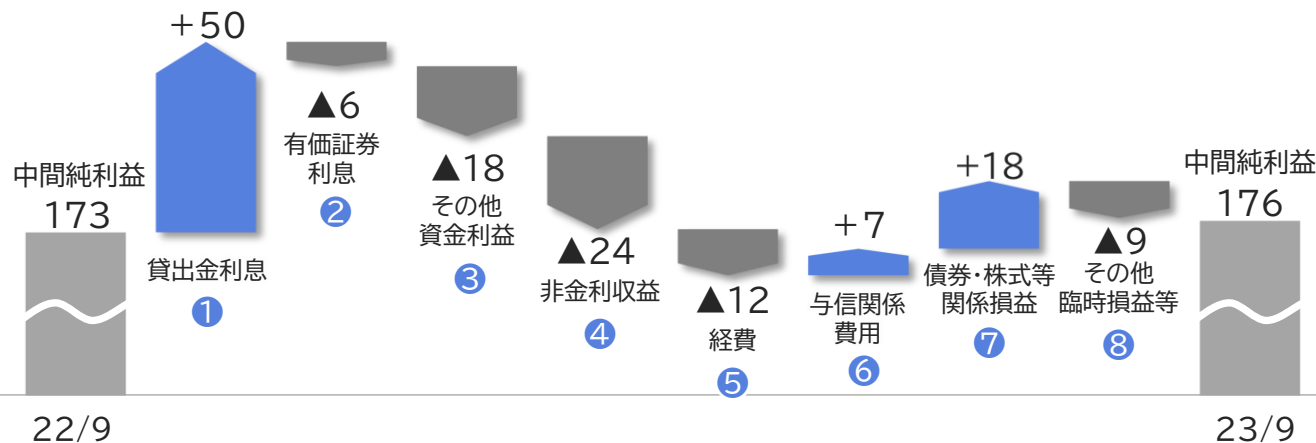 中間純利益
173
22/9
+50
貸出金利息
❶
▲6
有価証券
利息
❷
▲18
その他
資金利益
❸
▲24
非金利収益
❹
▲12
経費
❺
+7
与信関係
費用
❻
+18
債券・株式等
関係損益
❼
▲9
その他
臨時損益等
❽
中間純利益
176
23/9